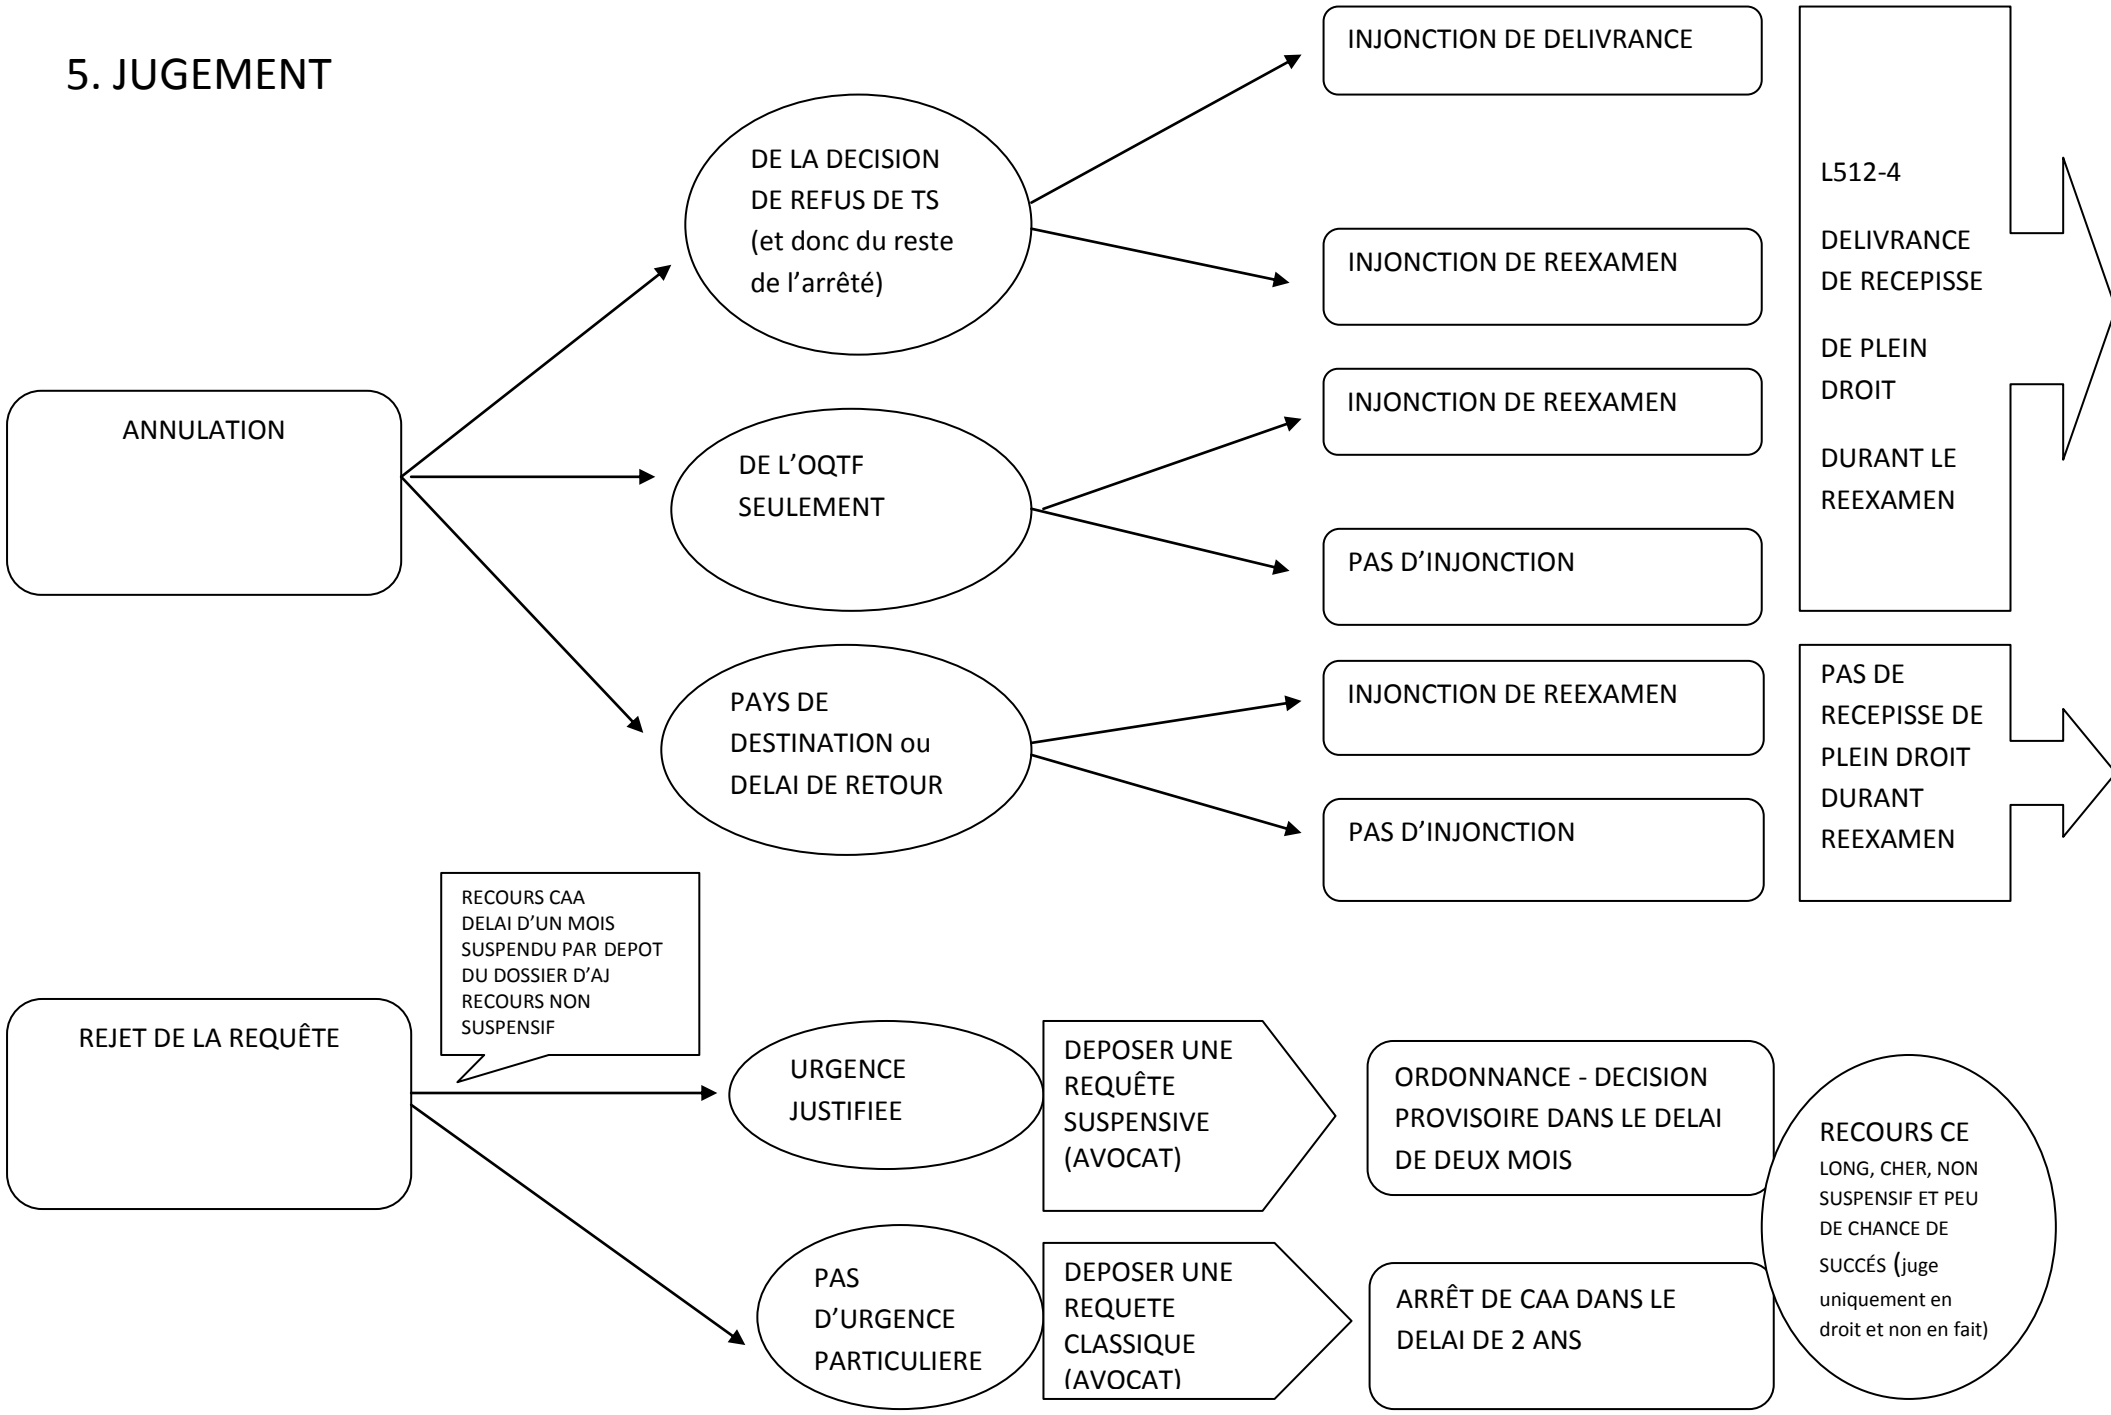 5. JUGEMENT
ANNULATION
DE LA DECISION
DE REFUS DE TS
(et donc du reste
de l’arrêté)
INJONCTION DE DELIVRANCE
INJONCTION DE REEXAMEN
DE L’OQTF
SEULEMENT
INJONCTION DE REEXAMEN
PAS D’INJONCTION
L512-4
DELIVRANCE
DE RECEPISSE
DE PLEIN
DROIT
DURANT LE
REEXAMEN
PAYS DE
DESTINATION ou
DELAI DE RETOUR
INJONCTION DE REEXAMEN
PAS D’INJONCTION
PAS DE
RECEPISSE DE
PLEIN DROIT
DURANT
REEXAMEN
REJET DE LA REQUÊTE
RECOURS CAA
DELAI D’UN MOIS
SUSPENDU PAR DEPOT
DU DOSSIER D’AJ
RECOURS NON
SUSPENSIF
URGENCE
JUSTIFIEE
DEPOSER UNE
REQUÊTE
SUSPENSIVE
(AVOCAT)
ORDONNANCE - DECISION
PROVISOIRE DANS LE DELAI
DE DEUX MOIS
PAS
D’URGENCE
PARTICULIERE
DEPOSER UNE
REQUETE
CLASSIQUE
(AVOCAT)
ARRÊT DE CAA DANS LE
DELAI DE 2 ANS
RECOURS CE
LONG, CHER, NON
SUSPENSIF ET PEU
DE CHANCE DE
SUCCÉS (juge
uniquement en
droit et non en fait)